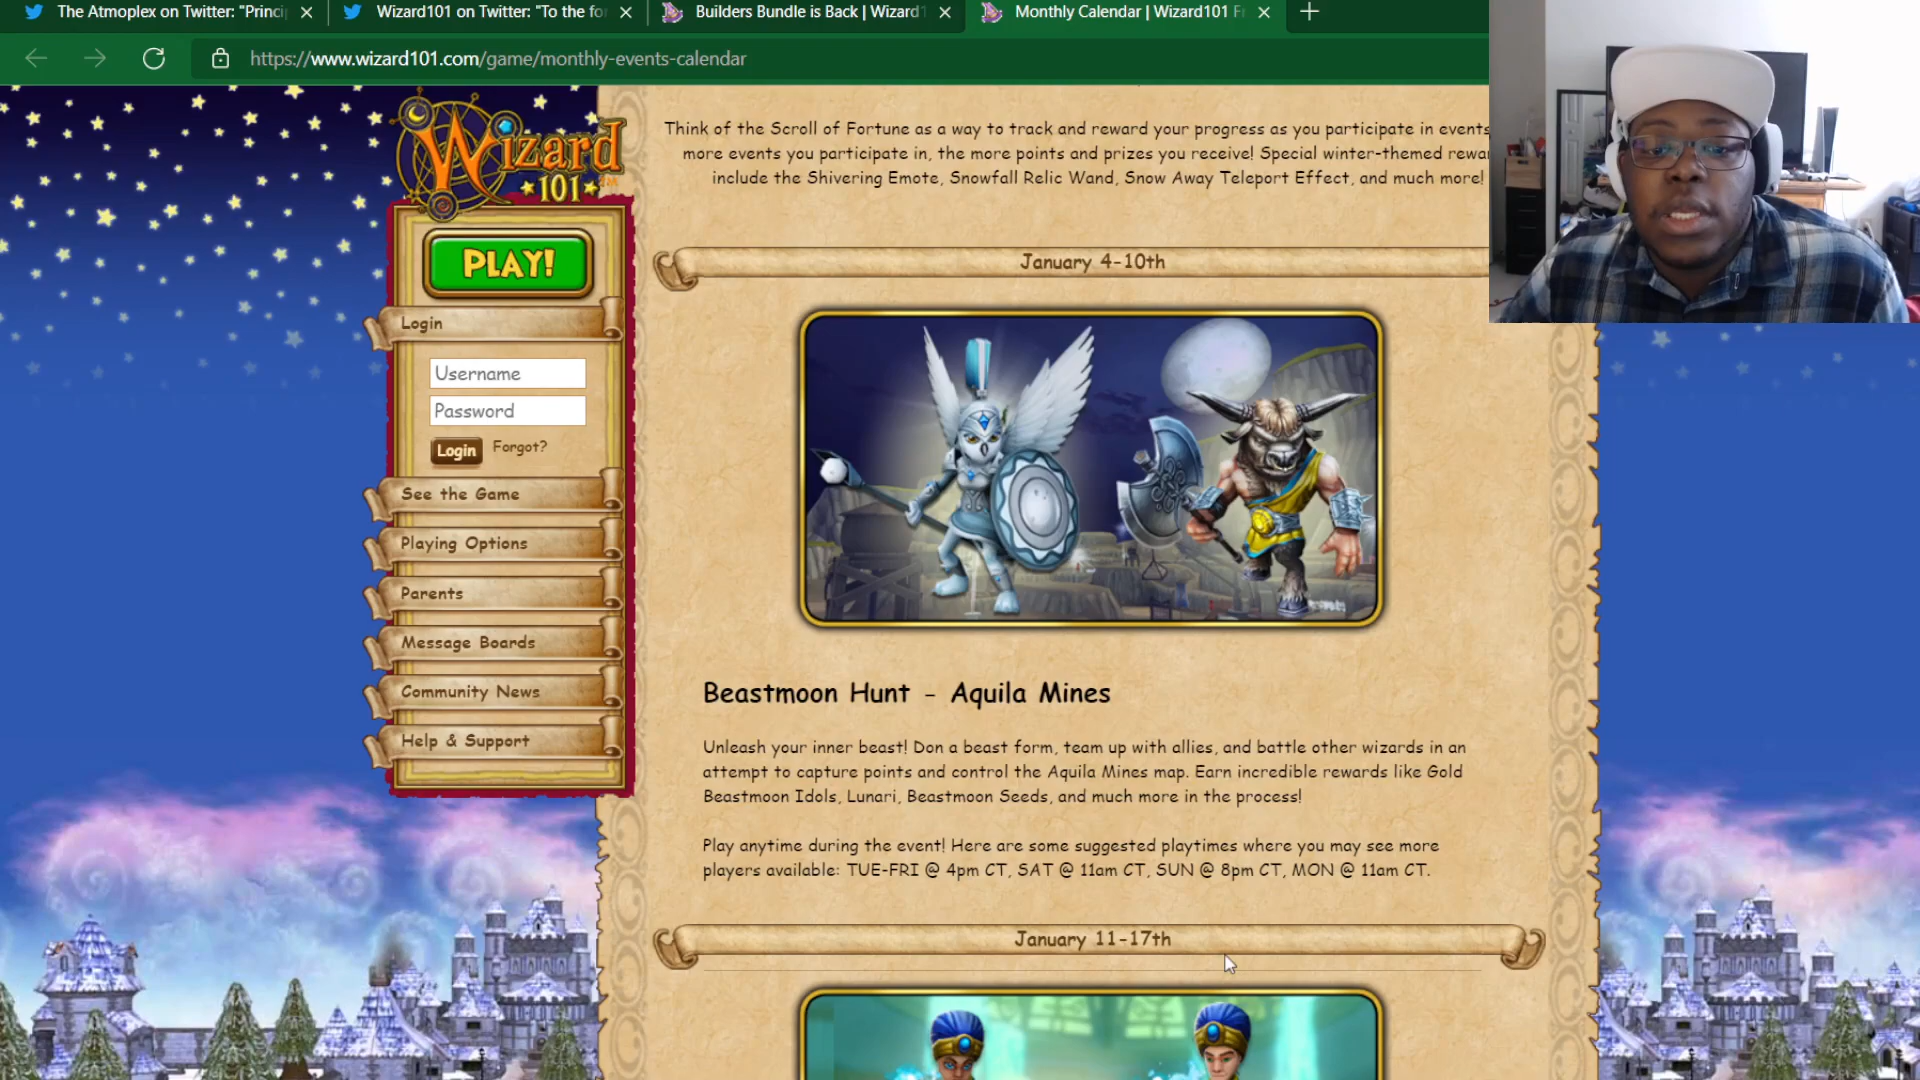 The Atmoplex on Twitter: "Princi
Wizard101 on Twitter: "To the fo
Builders Bundle is Back | Wizard1
Monthly Calendar | Wizard101 Fr
https://www.wizard101.com/game/monthly-events-calendar
Wizard
101
PLAY!
Login
Username
Password
Login Forgot?
See the Game
Playing Options
Parents
Message Boards
Community News
Help & Support
Think of the Scroll of Fortune as a way to track and reward your progress as you participate in events
more events you participate in, the more points and prizes you receive! Special winter-themed rewa
include the Shivering Emote, Snowfall Relic Wand, Snow Away Teleport Effect, and much more!
January 4-10th
Beastmoon Hunt - Aquila Mines
Unleash your inner beast! Don a beast form, team up with allies, and battle other wizards in an
attempt to capture points and control the Aquila Mines map. Earn incredible rewards like Gold
Beastmoon Idols, Lunari, Beastmoon Seeds, and much more in the process!
Play anytime during the event! Here are some suggested playtimes where you may see more
players available: TUE-FRI @ 4pm CT, SAT @ 11am CT, SUN @ 8pm CT, MON @ 11am CT.
January 11-17th